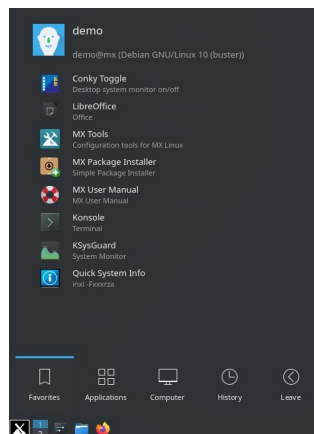 demo
demo@mx (Debian GNU/Linux 10 (buster))
Conky Toggle
Desktop system monitor on/off
LibreOffice
Office
MX Tools
Configuration tools for MX Linux
MX Package Installer
Simple Package Installer
MX User Manual
MX User Manual
Konsole
Terminal
KSysGuard
System Monitor
Quick System Info
inxi -Fxxxrza
Favorites Applications Computer History Leave
1
2